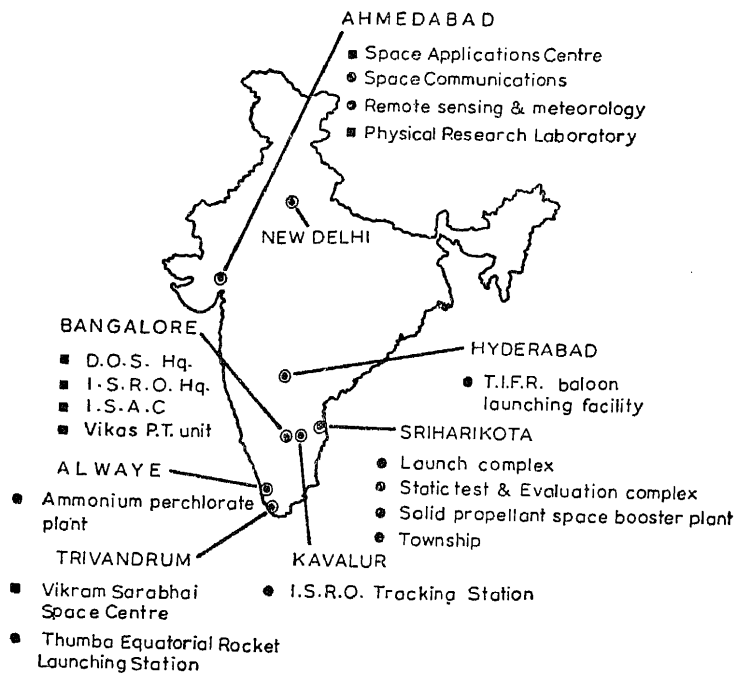 AHMEDABAD
Space Applications Centre
Space Communications
Remote sensing & meteorology
Physical Research Laboratory
NEW DELHI
BANGALORE
D.O.S. Hq.
I.S.R.O. Hq.
I.S.A.C
Vikas P.T. unit
HYDERABAD
T.I.F.R. baloon
launching facility
SRIHARIKOTA
Launch complex
Static test & Evaluation complex
Solid propellant space booster plant
Township
ALWAYE
Ammonium perchlorate
plant
TRIVANDRUM
Vikram Sarabhai
Space Centre
Thumba Equatorial Rocket
Launching Station
KAVALUR
I.S.R.O. Tracking Station